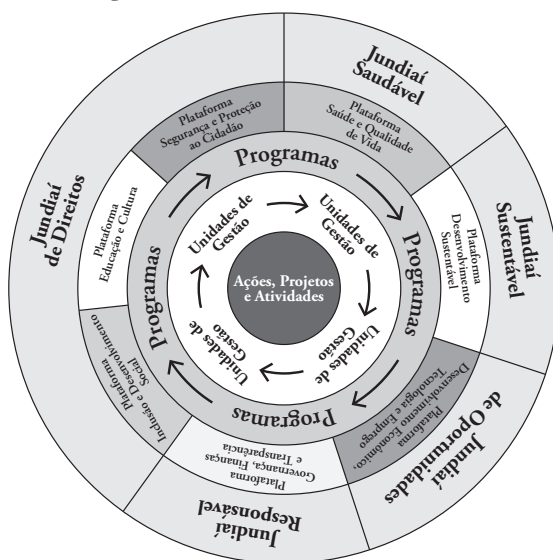 Jundiaí
Saudável
Jundiaí
Sustentável
Jundiaí
de Oportunidades
Jundiaí
Responsável
Jundiaí
de Direitos
Plataforma
Segurança e Proteção
ao Cidadão
Plataforma
Saúde e Qualidade
de Vida
Plataforma
Desenvolvimento
Sustentável
Plataforma
Desenvolvimento Econômico,
Tecnologia e Emprego
Plataforma
Governança, Finanças
e Transparência
Plataforma
Inclusão e Desenvolvimento
Social
Plataforma
Educação e Cultura
Programas
Programas
Programas
Programas
Unidades de
Gestão
Unidades de
Gestão
Unidades de
Gestão
Unidades de
Gestão
Ações, Projetos
e Atividades